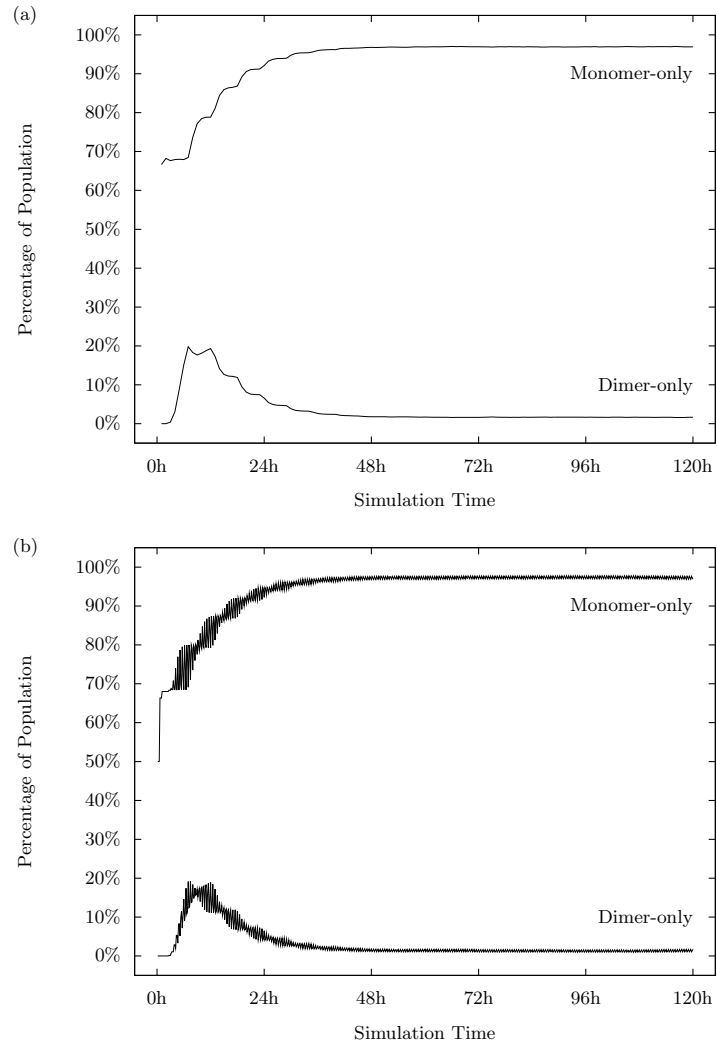 (a)
100%
90%
80%
70%
60%
50%
40%
30%
20%
10%
0%
Percentage of Population
Monomer-only
Dimer-only
0h 24h 48h 72h 96h 120h
Simulation Time
(b)
100%
90%
80%
70%
60%
50%
40%
30%
20%
10%
0%
Percentage of Population
Monomer-only
Dimer-only
0h 24h 48h 72h 96h 120h
Simulation Time